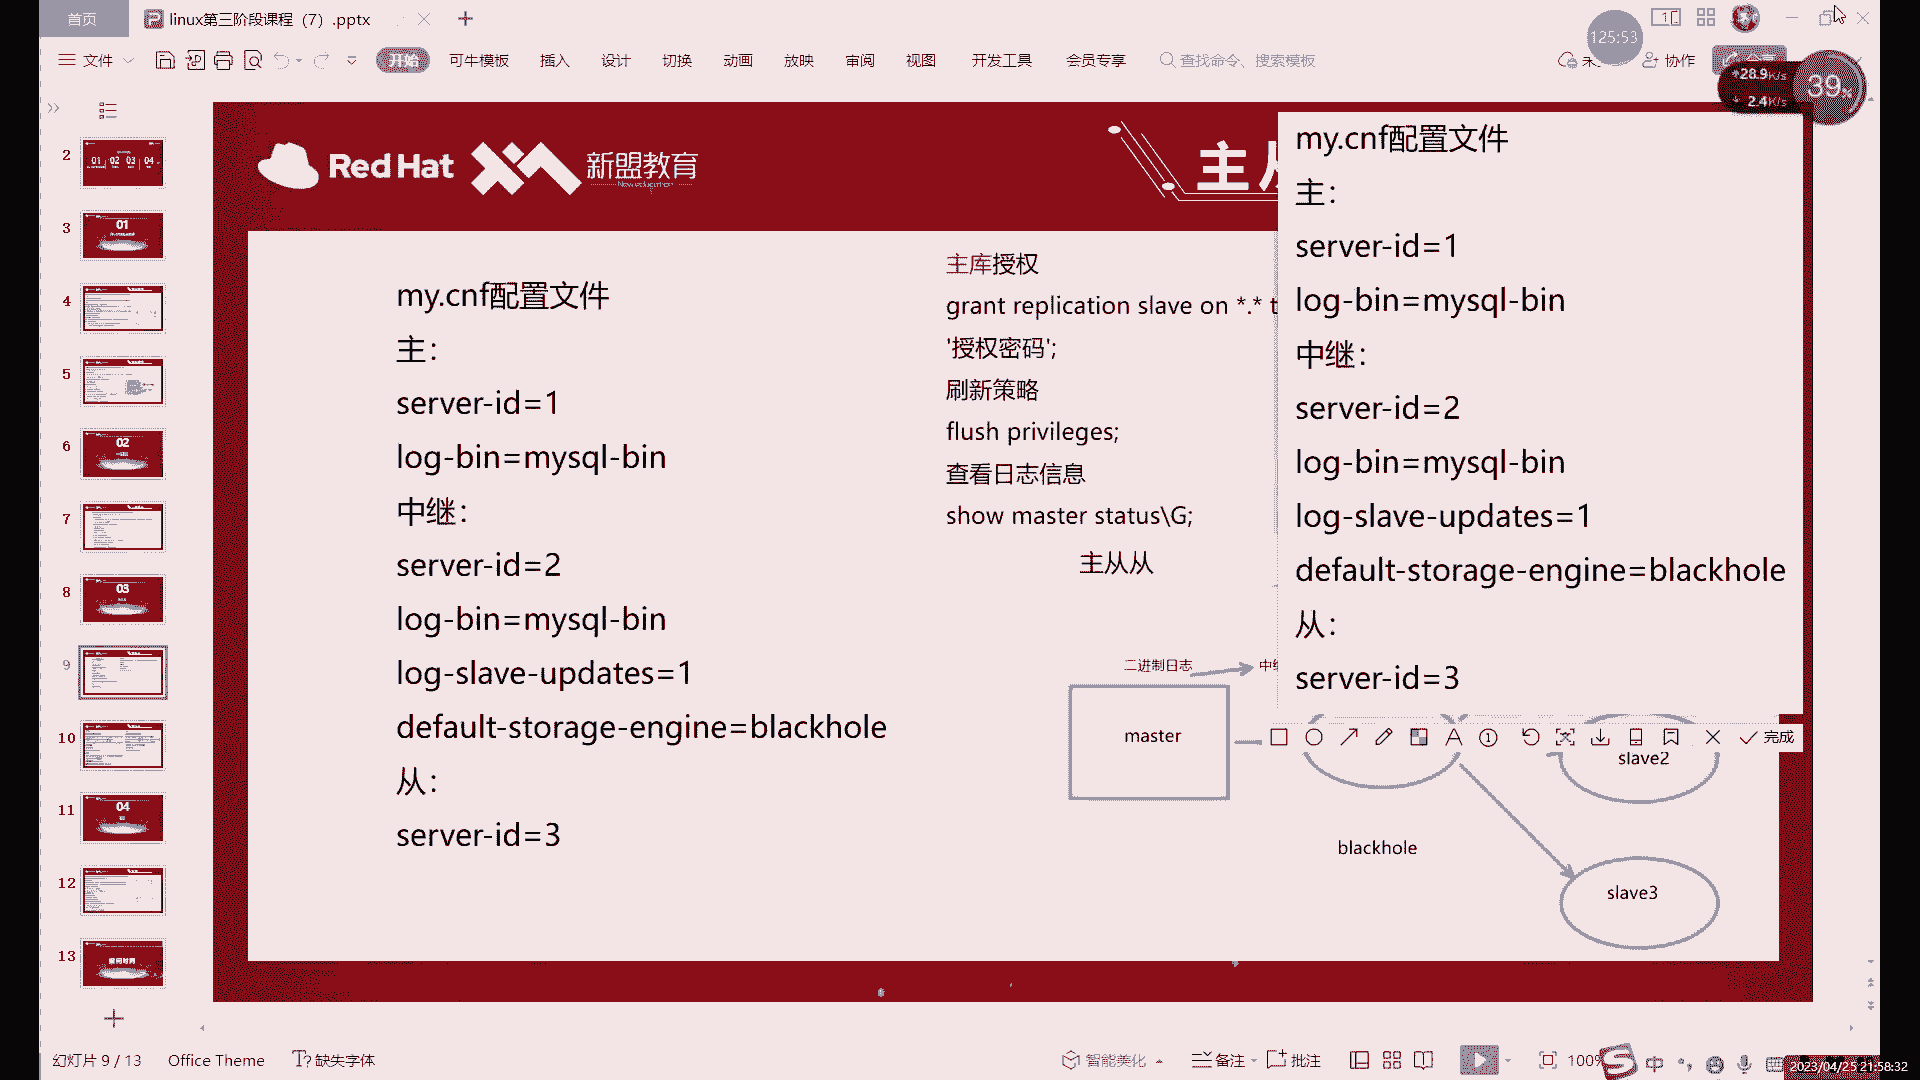 首页
linux第三阶段课程（7）.pptx
125:53
文件
开始
可牛模板
插入
设计
切换
动画
放映
审阅
视图
开发工具
会员专享
查找命令、搜索模板
协作
28.9K/s
2.4K/s
39%
2
3
4
5
6
7
8
9
10
11
12
13
01
02
03
04
Red Hat
新盟教育
New education
主从
my.cnf配置文件
主：
server-id=1
log-bin=mysql-bin
中继：
server-id=2
log-bin=mysql-bin
log-slave-updates=1
default-storage-engine=blackhole
从：
server-id=3
主库授权
grant replication slave on *.* t
'授权密码';
刷新策略
flush privileges;
查看日志信息
show master status\G;
主从从
二进制日志
master
blackhole
slave2
slave3
my.cnf配置文件
主：
server-id=1
log-bin=mysql-bin
中继：
server-id=2
log-bin=mysql-bin
log-slave-updates=1
default-storage-engine=blackhole
从：
server-id=3
完成
幻灯片 9 / 13
Office Theme
缺失字体
智能美化
备注
批注
100%
中
2023/04/25 21:58:32